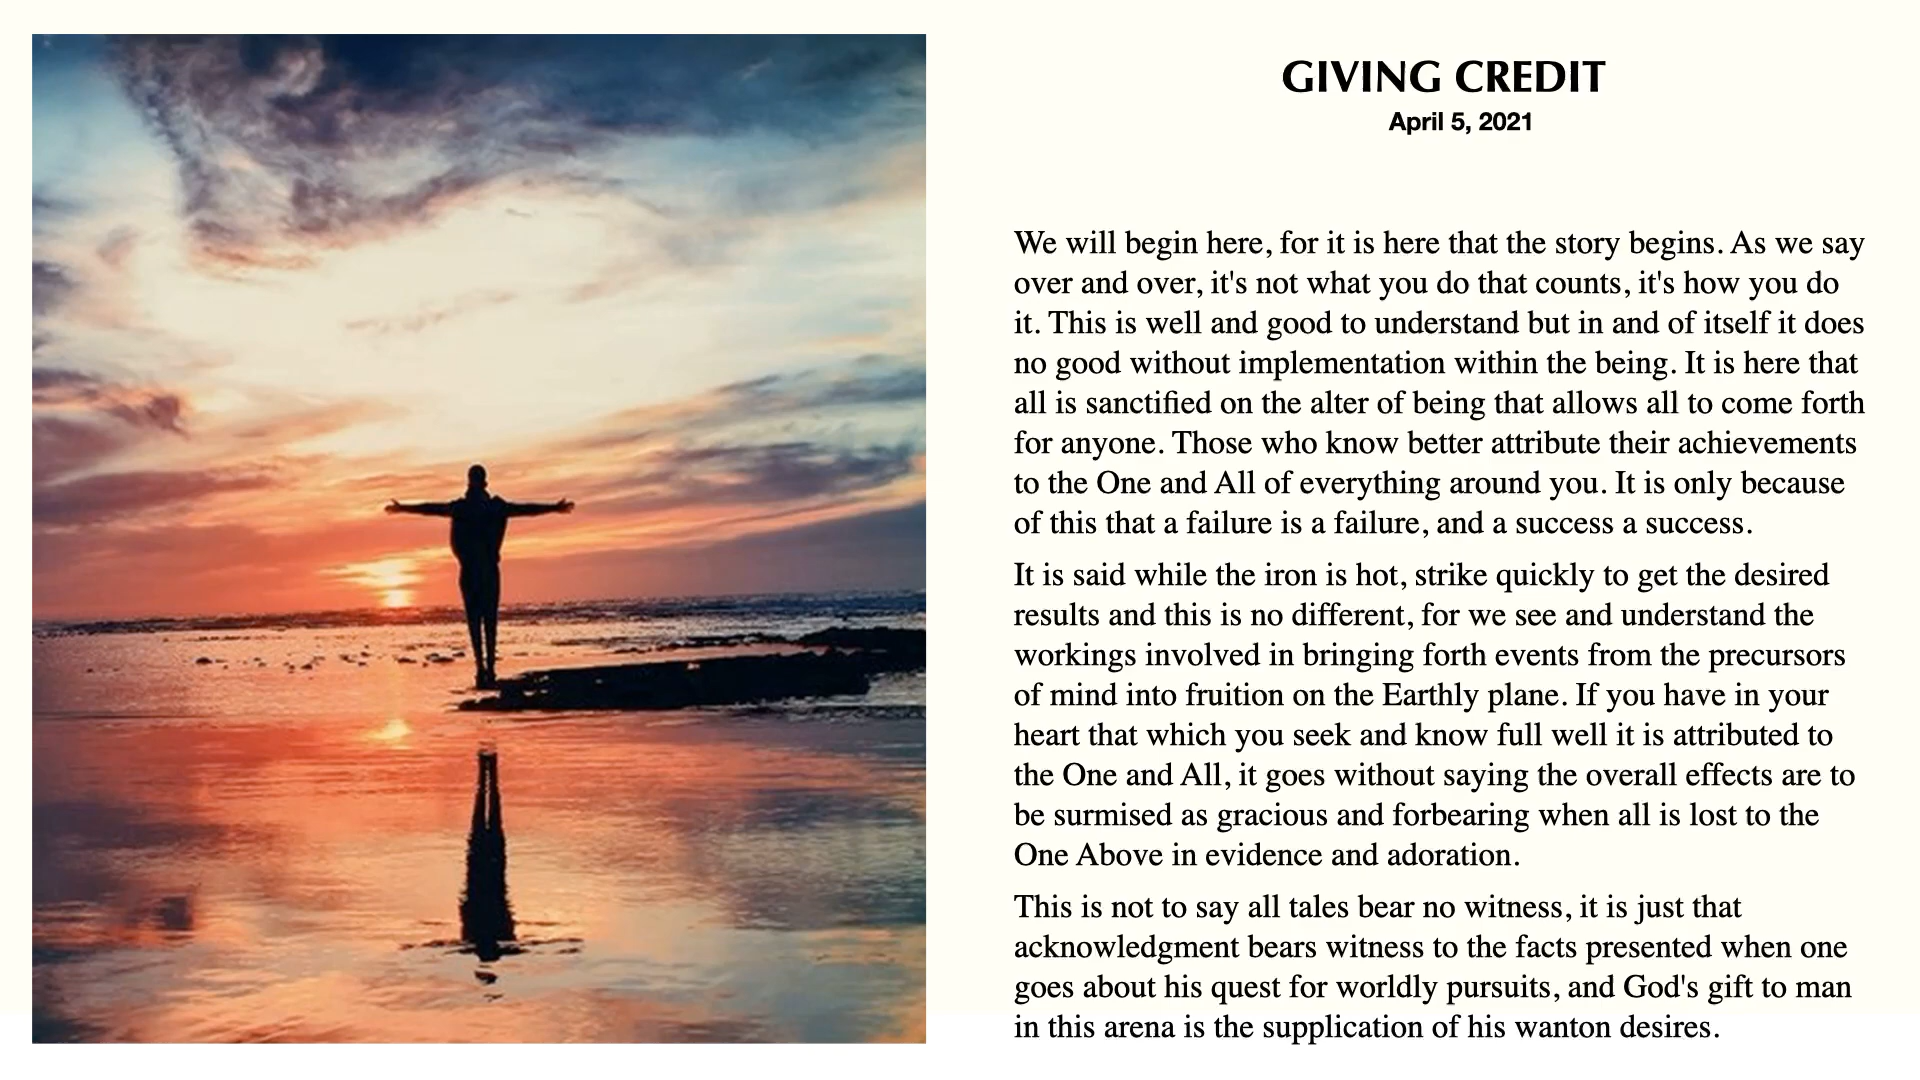 GIVING CREDIT
April 5, 2021
We will begin here, for it is here that the story begins. As we say
over and over, it's not what you do that counts, it's how you do
it. This is well and good to understand but in and of itself it does
no good without implementation within the being. It is here that
all is sanctified on the alter of being that allows all to come forth
for anyone. Those who know better attribute their achievements
to the One and All of everything around you. It is only because
of this that a failure is a failure, and a success a success.
It is said while the iron is hot, strike quickly to get the desired
results and this is no different, for we see and understand the
workings involved in bringing forth events from the precursors
of mind into fruition on the Earthly plane. If you have in your
heart that which you seek and know full well it is attributed to
the One and All, it goes without saying the overall effects are to
be surmised as gracious and forbearing when all is lost to the
One Above in evidence and adoration.
This is not to say all tales bear no witness, it is just that
acknowledgment bears witness to the facts presented when one
goes about his quest for worldly pursuits, and God's gift to man
in this arena is the supplication of his wanton desires.